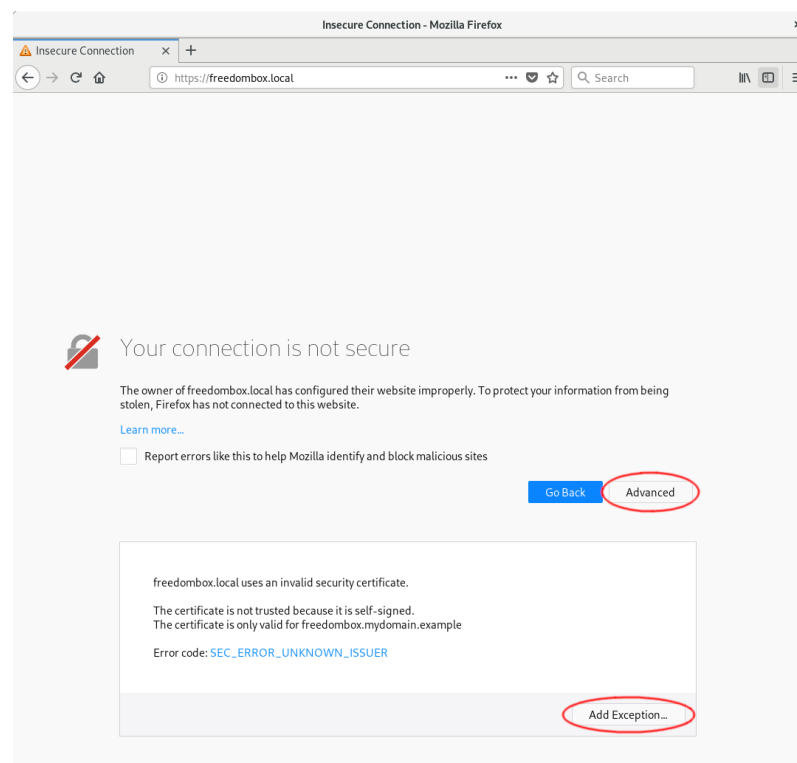 Insecure Connection - Mozilla Firefox
Insecure Connection
https://freedombox.local
Search
Your connection is not secure
The owner of freedombox.local has configured their website improperly. To protect your information from being
stolen, Firefox has not connected to this website.
Learn more…
Report errors like this to help Mozilla identify and block malicious sites
Go Back
Advanced
freedombox.local uses an invalid security certificate.
The certificate is not trusted because it is self-signed.
The certificate is only valid for freedombox.mydomain.example
Error code: SEC_ERROR_UNKNOWN_ISSUER
Add Exception…